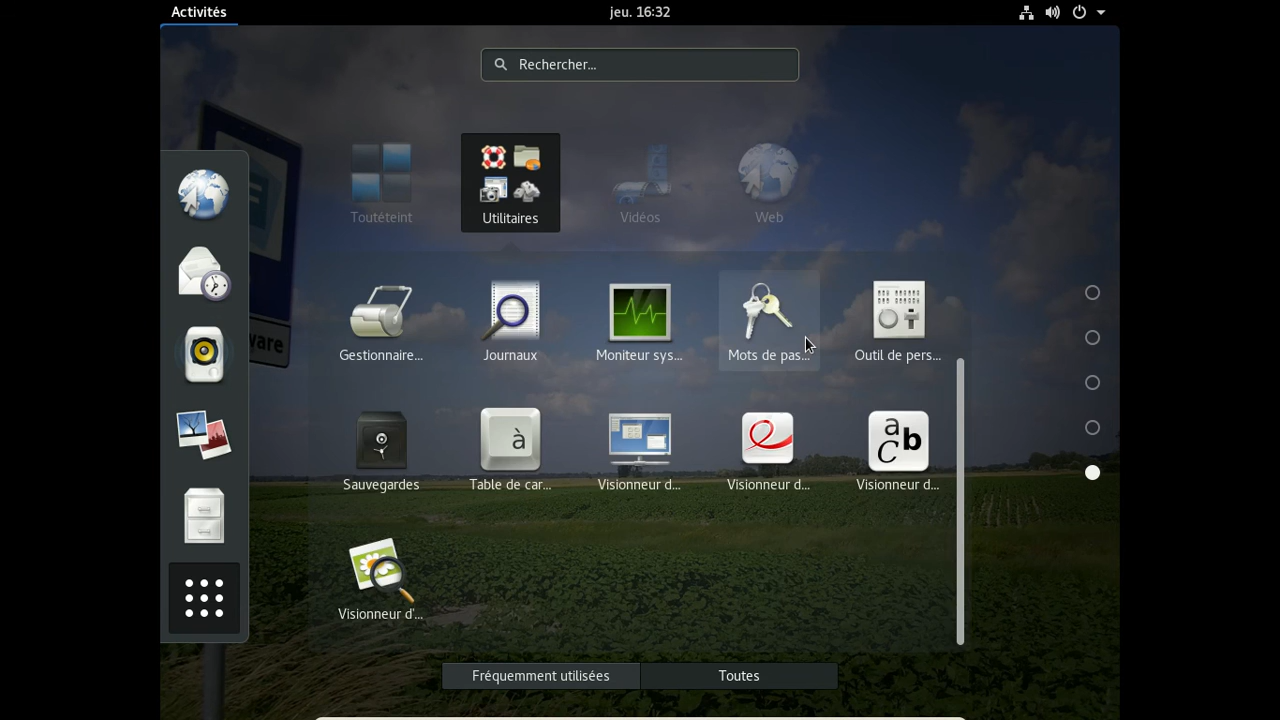 Activités
jeu. 16:32
Rechercher...
Toutéteint
Utilitaires
Vidéos
Web
Gestionnaire...
Journaux
Moniteur sys...
Mots de pas...
Outil de pers...
Sauvegardes
Table de car...
Visionneur d...
Visionneur d...
Visionneur d...
Visionneur d'...
Fréquemment utilisées
Toutes
à
a
C b
ware